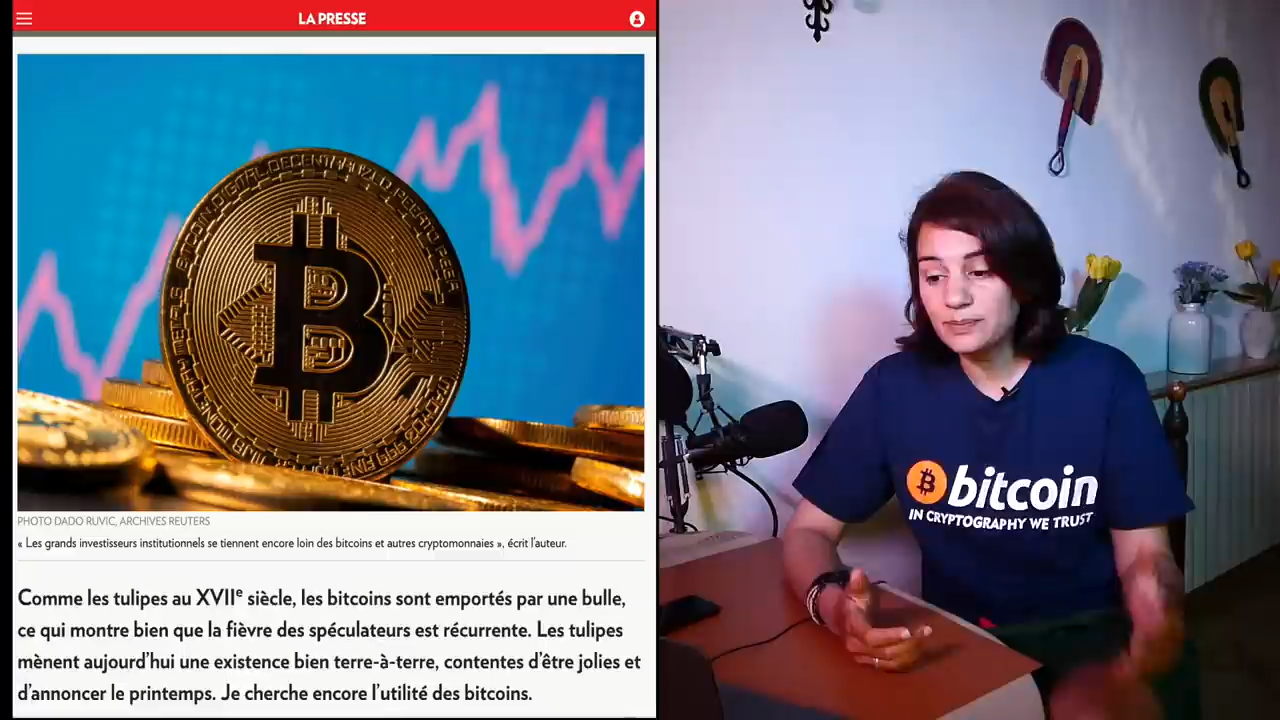 LA PRESSE
PHOTO DADO RUVIC, ARCHIVES REUTERS
« Les grands investisseurs institutionnels se tiennent encore loin des bitcoins et autres cryptomonnaies », écrit l'auteur.
Comme les tulipes au XVIIe siècle, les bitcoins sont emportés par une bulle,
ce qui montre bien que la fièvre des spéculateurs est récurrente. Les tulipes
mènent aujourd'hui une existence bien terre-à-terre, contentes d'être jolies et
d'annoncer le printemps. Je cherche encore l'utilité des bitcoins.
bitcoin
IN CRYPTOGRAPHY WE TRUST